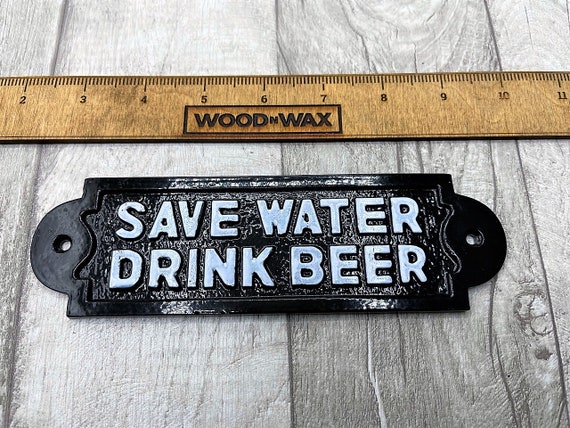 2 3 4 5 6 7 8 9 10 11
WOOD N WAX
SAVE WATER
DRINK BEER